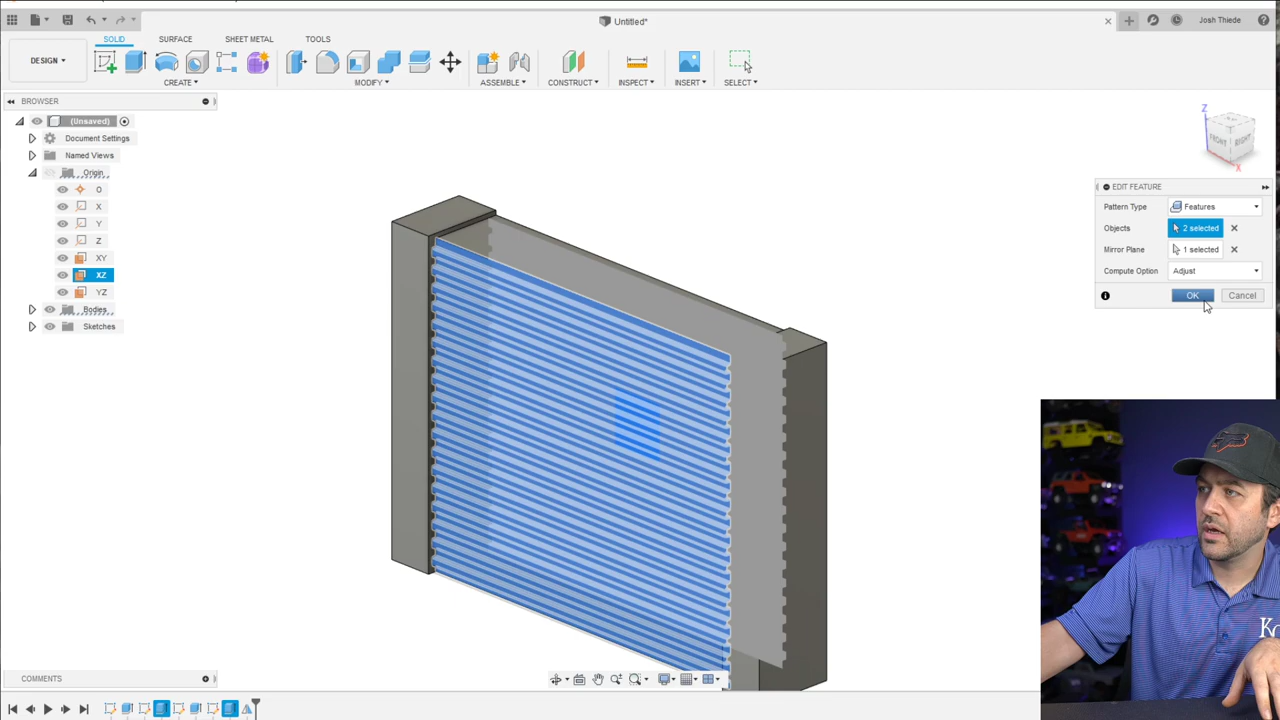 Untitled*
Josh Thiede
DESIGN
SOLID
SURFACE
SHEET METAL
TOOLS
CREATE
MODIFY
ASSEMBLE
CONSTRUCT
INSPECT
INSERT
SELECT
BROWSER
(Unsaved)
Document Settings
Named Views
Origin
O
X
Y
Z
XY
XZ
YZ
Bodies
Sketches
Z
FRONT
RIGHT
X
EDIT FEATURE
Pattern Type
Features
Objects
2 selected
Mirror Plane
1 selected
Compute Option
Adjust
OK
Cancel
COMMENTS